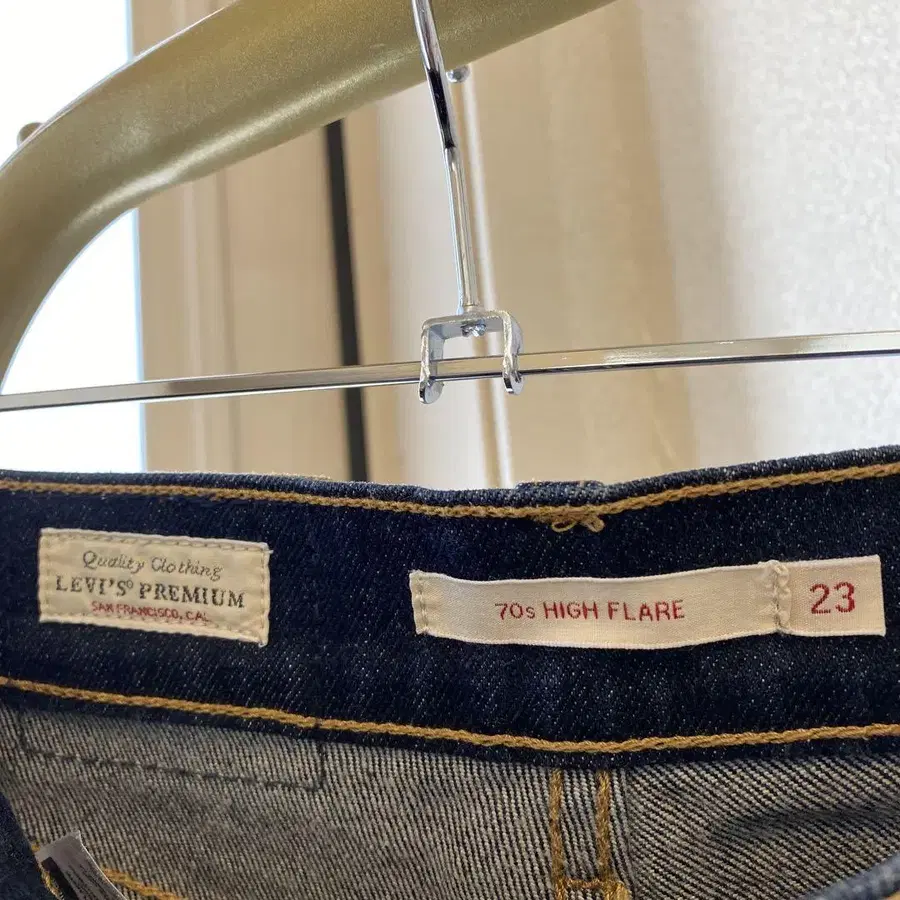 Quality Clothing
LEVI'S® PREMIUM
SAN FRANCISCO, CAL
70s HIGH FLARE
23